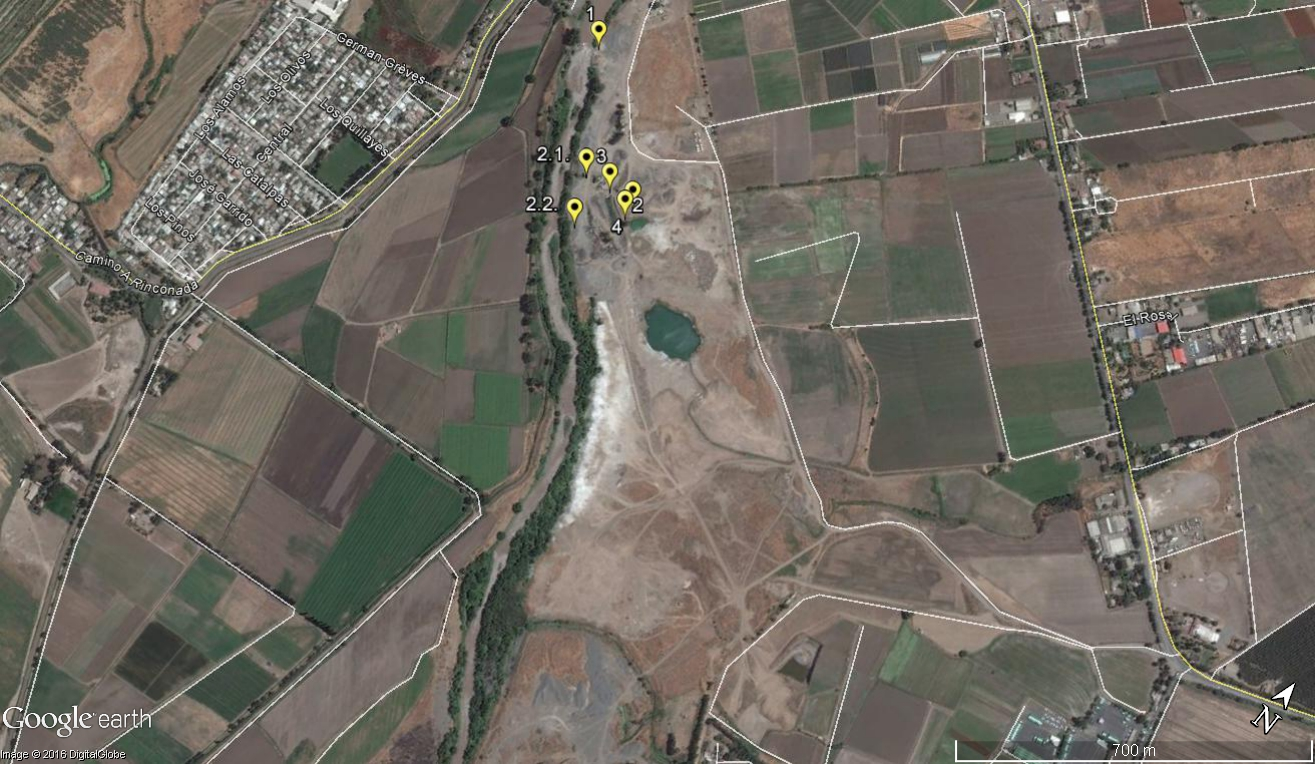 1
German Greves
Los Olivos
Los Alamos
Los Quillayes
Central
2.1.
3
Las Catalpas
José Garrido
2.2.
2
Los Pinos
4
Camino A Rinconada
El Rosa
Google earth
N
Image © 2016 DigitalGlobe
700 m